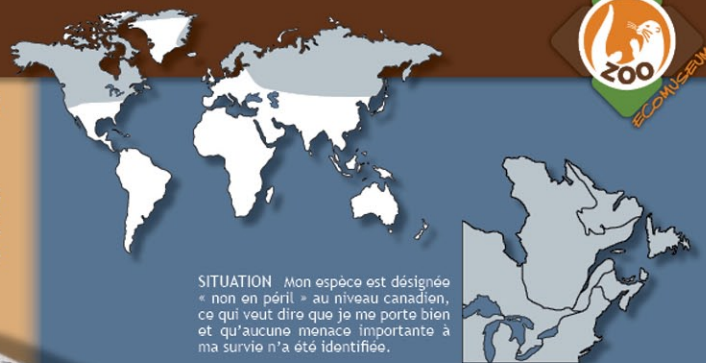 ZOO
ECOMUSEUM
SITUATION Mon espèce est désignée
« non en péril » au niveau canadien,
ce qui veut dire que je me porte bien
et qu'aucune menace importante à
ma survie n'a été identifiée.